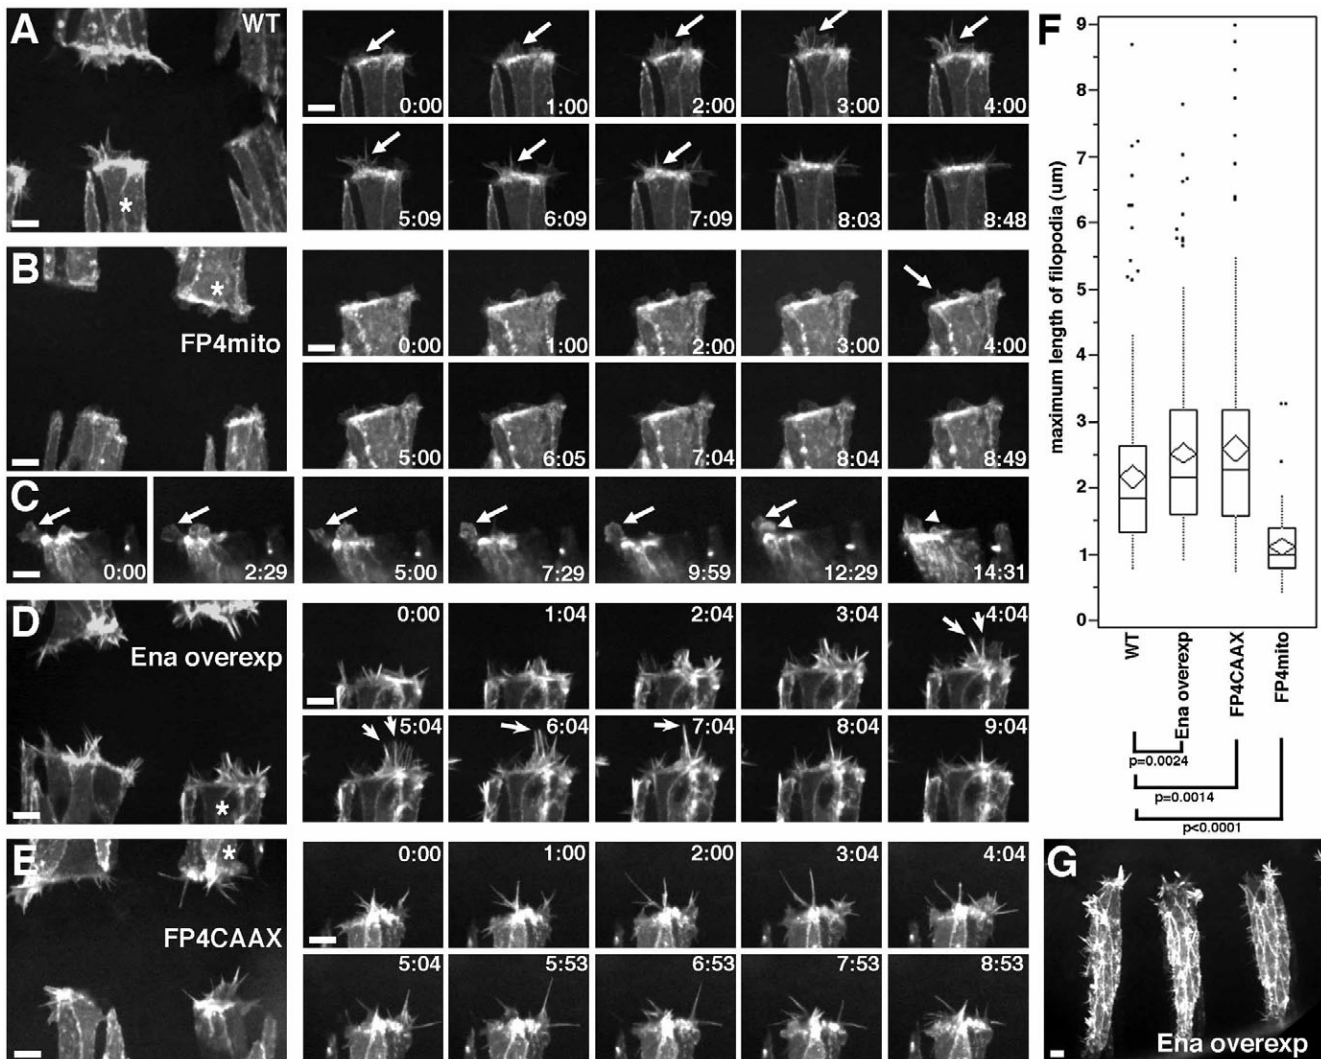 A
WT
0:00
1:00
2:00
3:00
4:00
5:09
6:09
7:09
8:03
8:48
B
FP4mito
0:00
1:00
2:00
3:00
4:00
5:00
6:05
7:04
8:04
8:49
C
0:00
2:29
5:00
7:29
9:59
12:29
14:31
D
Ena overexp
0:00
1:04
2:04
3:04
4:04
5:04
6:04
7:04
8:04
9:04
E
FP4CAAX
0:00
1:00
2:00
3:04
4:04
5:04
5:53
6:53
7:53
8:53
F
maximum length of filopodia (um)
9
8
7
6
5
4
3
2
1
0
WT
Ena overexp
FP4CAAX
FP4mito
p=0.0024
p=0.0014
p<0.0001
G
Ena overexp